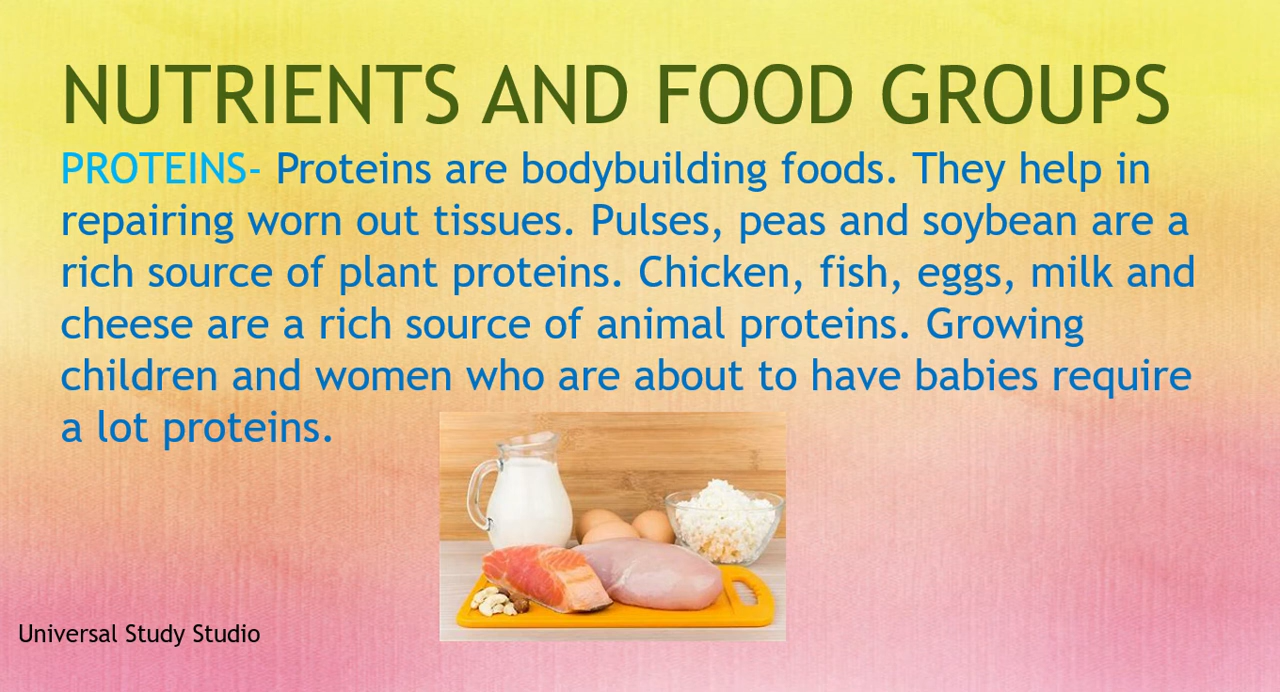 NUTRIENTS AND FOOD GROUPS
PROTEINS- Proteins are bodybuilding foods. They help in
repairing worn out tissues. Pulses, peas and soybean are a
rich source of plant proteins. Chicken, fish, eggs, milk and
cheese are a rich source of animal proteins. Growing
children and women who are about to have babies require
a lot proteins.
Universal Study Studio